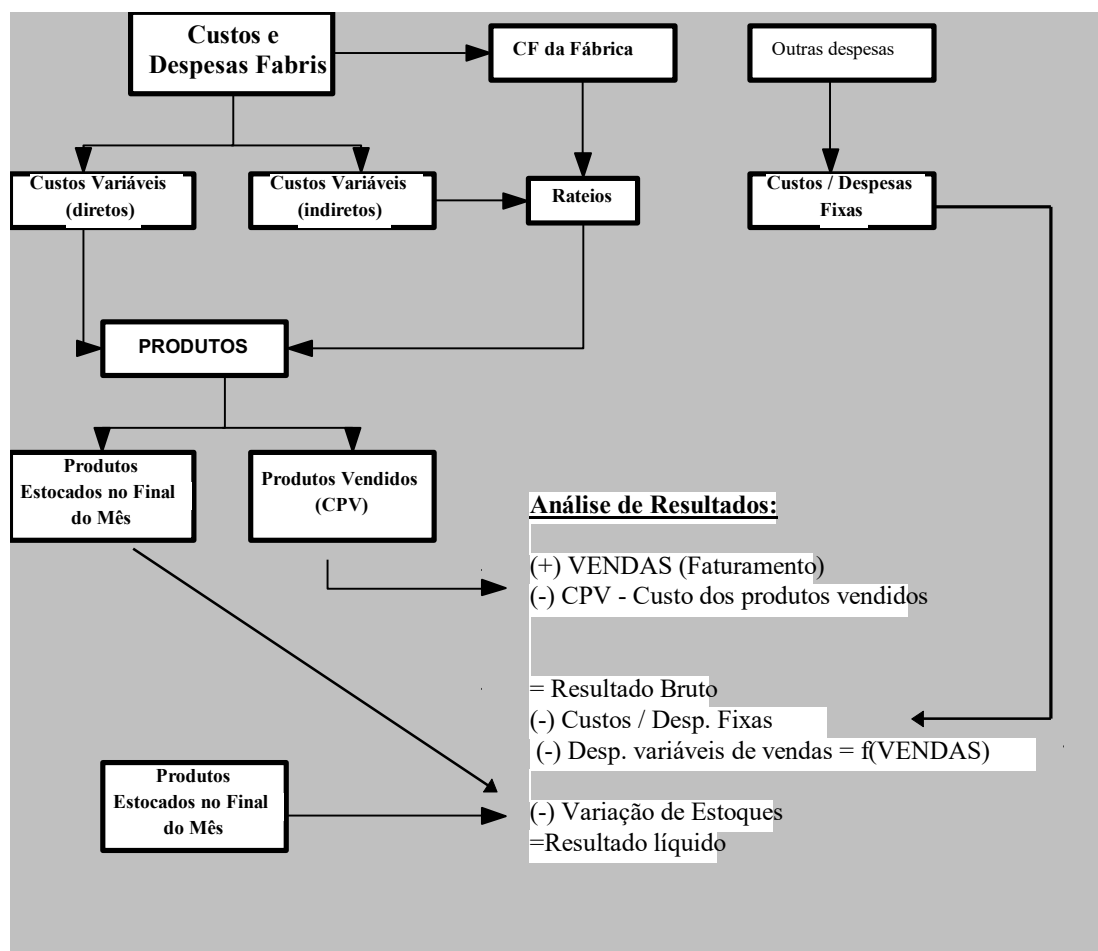 Custos e
Despesas Fabris
CF da Fábrica
Outras despesas
Custos Variáveis
(diretos)
Custos Variáveis
(indiretos)
Rateios
Custos / Despesas
Fixas
PRODUTOS
Produtos
Estocados no Final
do Mês
Produtos Vendidos
(CPV)
Análise de Resultados:
(+) VENDAS (Faturamento)
(-) CPV - Custo dos produtos vendidos
= Resultado Bruto
(-) Custos / Desp. Fixas
(-) Desp. variáveis de vendas = f(VENDAS)
Produtos
Estocados no Final
do Mês
(-) Variação de Estoques
=Resultado líquido